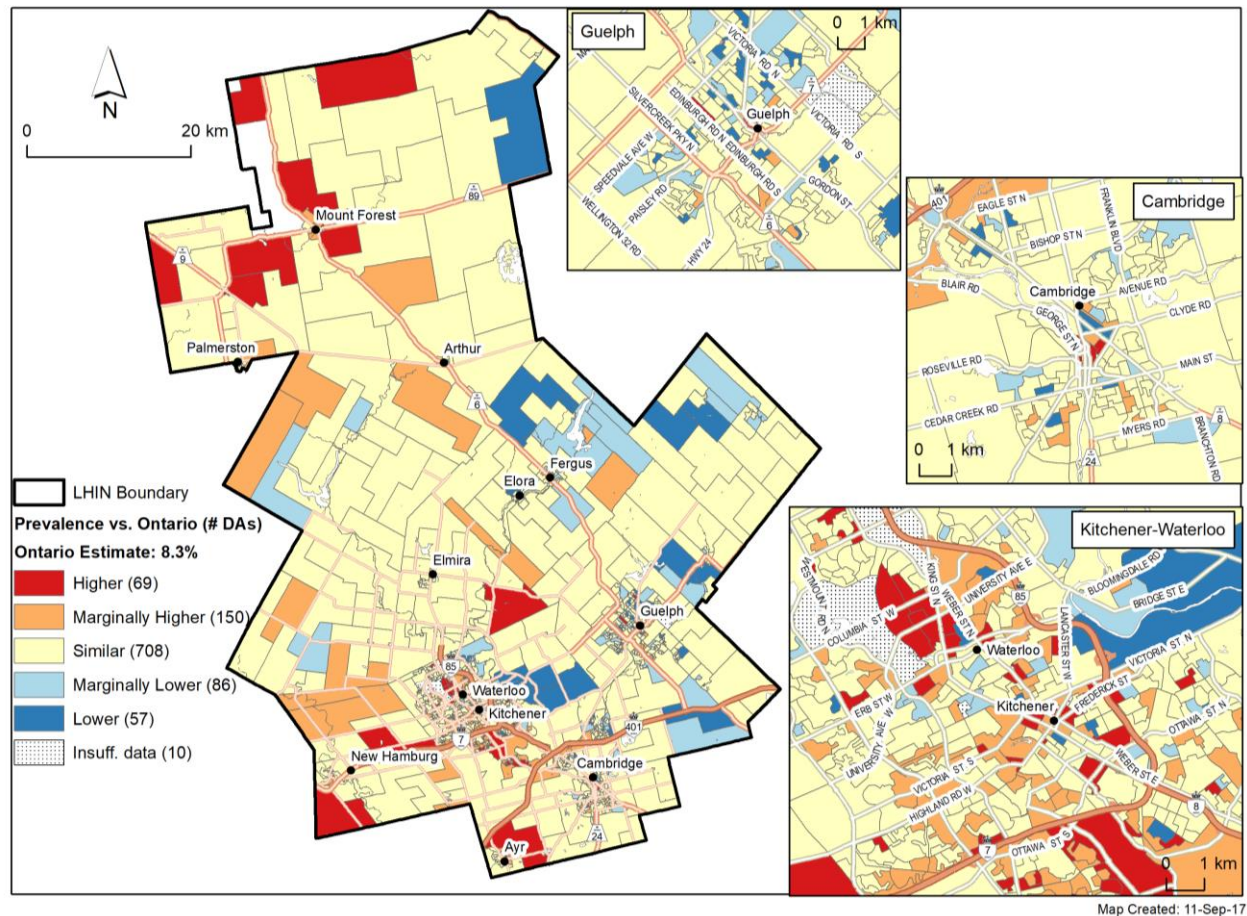 N
0
20 km
Mount Forest
89
9
Palmerston
Arthur
6
Fergus
Elora
Elmira
Guelph
85
Waterloo
Kitchener
7
401
New Hamburg
Cambridge
24
Ayr
LHIN Boundary
Prevalence vs. Ontario (# DAs)
Ontario Estimate: 8.3%
Higher (69)
Marginally Higher (150)
Similar (708)
Marginally Lower (86)
Lower (57)
Insuff. data (10)
Guelph
0 1 km
VICTORIA RD N
7
SILVERCREEK PKY N
EDINBURGH RD N
EDINBURGH RD S
Guelph
VICTORIA RD S
SPEEDVALE AVE W
PAISLEY RD
GORDON ST
WELLINGTON 32 RD
HWY 24
6
Cambridge
401
EAGLE ST N
FRANKLIN BLVD
BISHOP ST N
BLAIR RD
Cambridge
AVENUE RD
GEORGE ST N
CLYDE RD
ROSEVILLE RD
MAIN ST
CEDAR CREEK RD
MYERS RD
8
BRANCHTON RD
24
0 1 km
Kitchener-Waterloo
WESTMOUNT RD N
KING ST N
WEBER ST N
UNIVERSITY AVE E
85
BLOOMINGDALE RD
BRIDGE ST E
COLUMBIA ST W
LANCASTER ST W
Waterloo
VICTORIA ST N
ERB ST W
FREDERICK ST
Kitchener
OTTAWA ST N
UNIVERSITY AVE W
VICTORIA ST S
WEBER ST E
HIGHLAND RD W
8
7
OTTAWA ST S
0 1 km
Map Created: 11-Sep-17